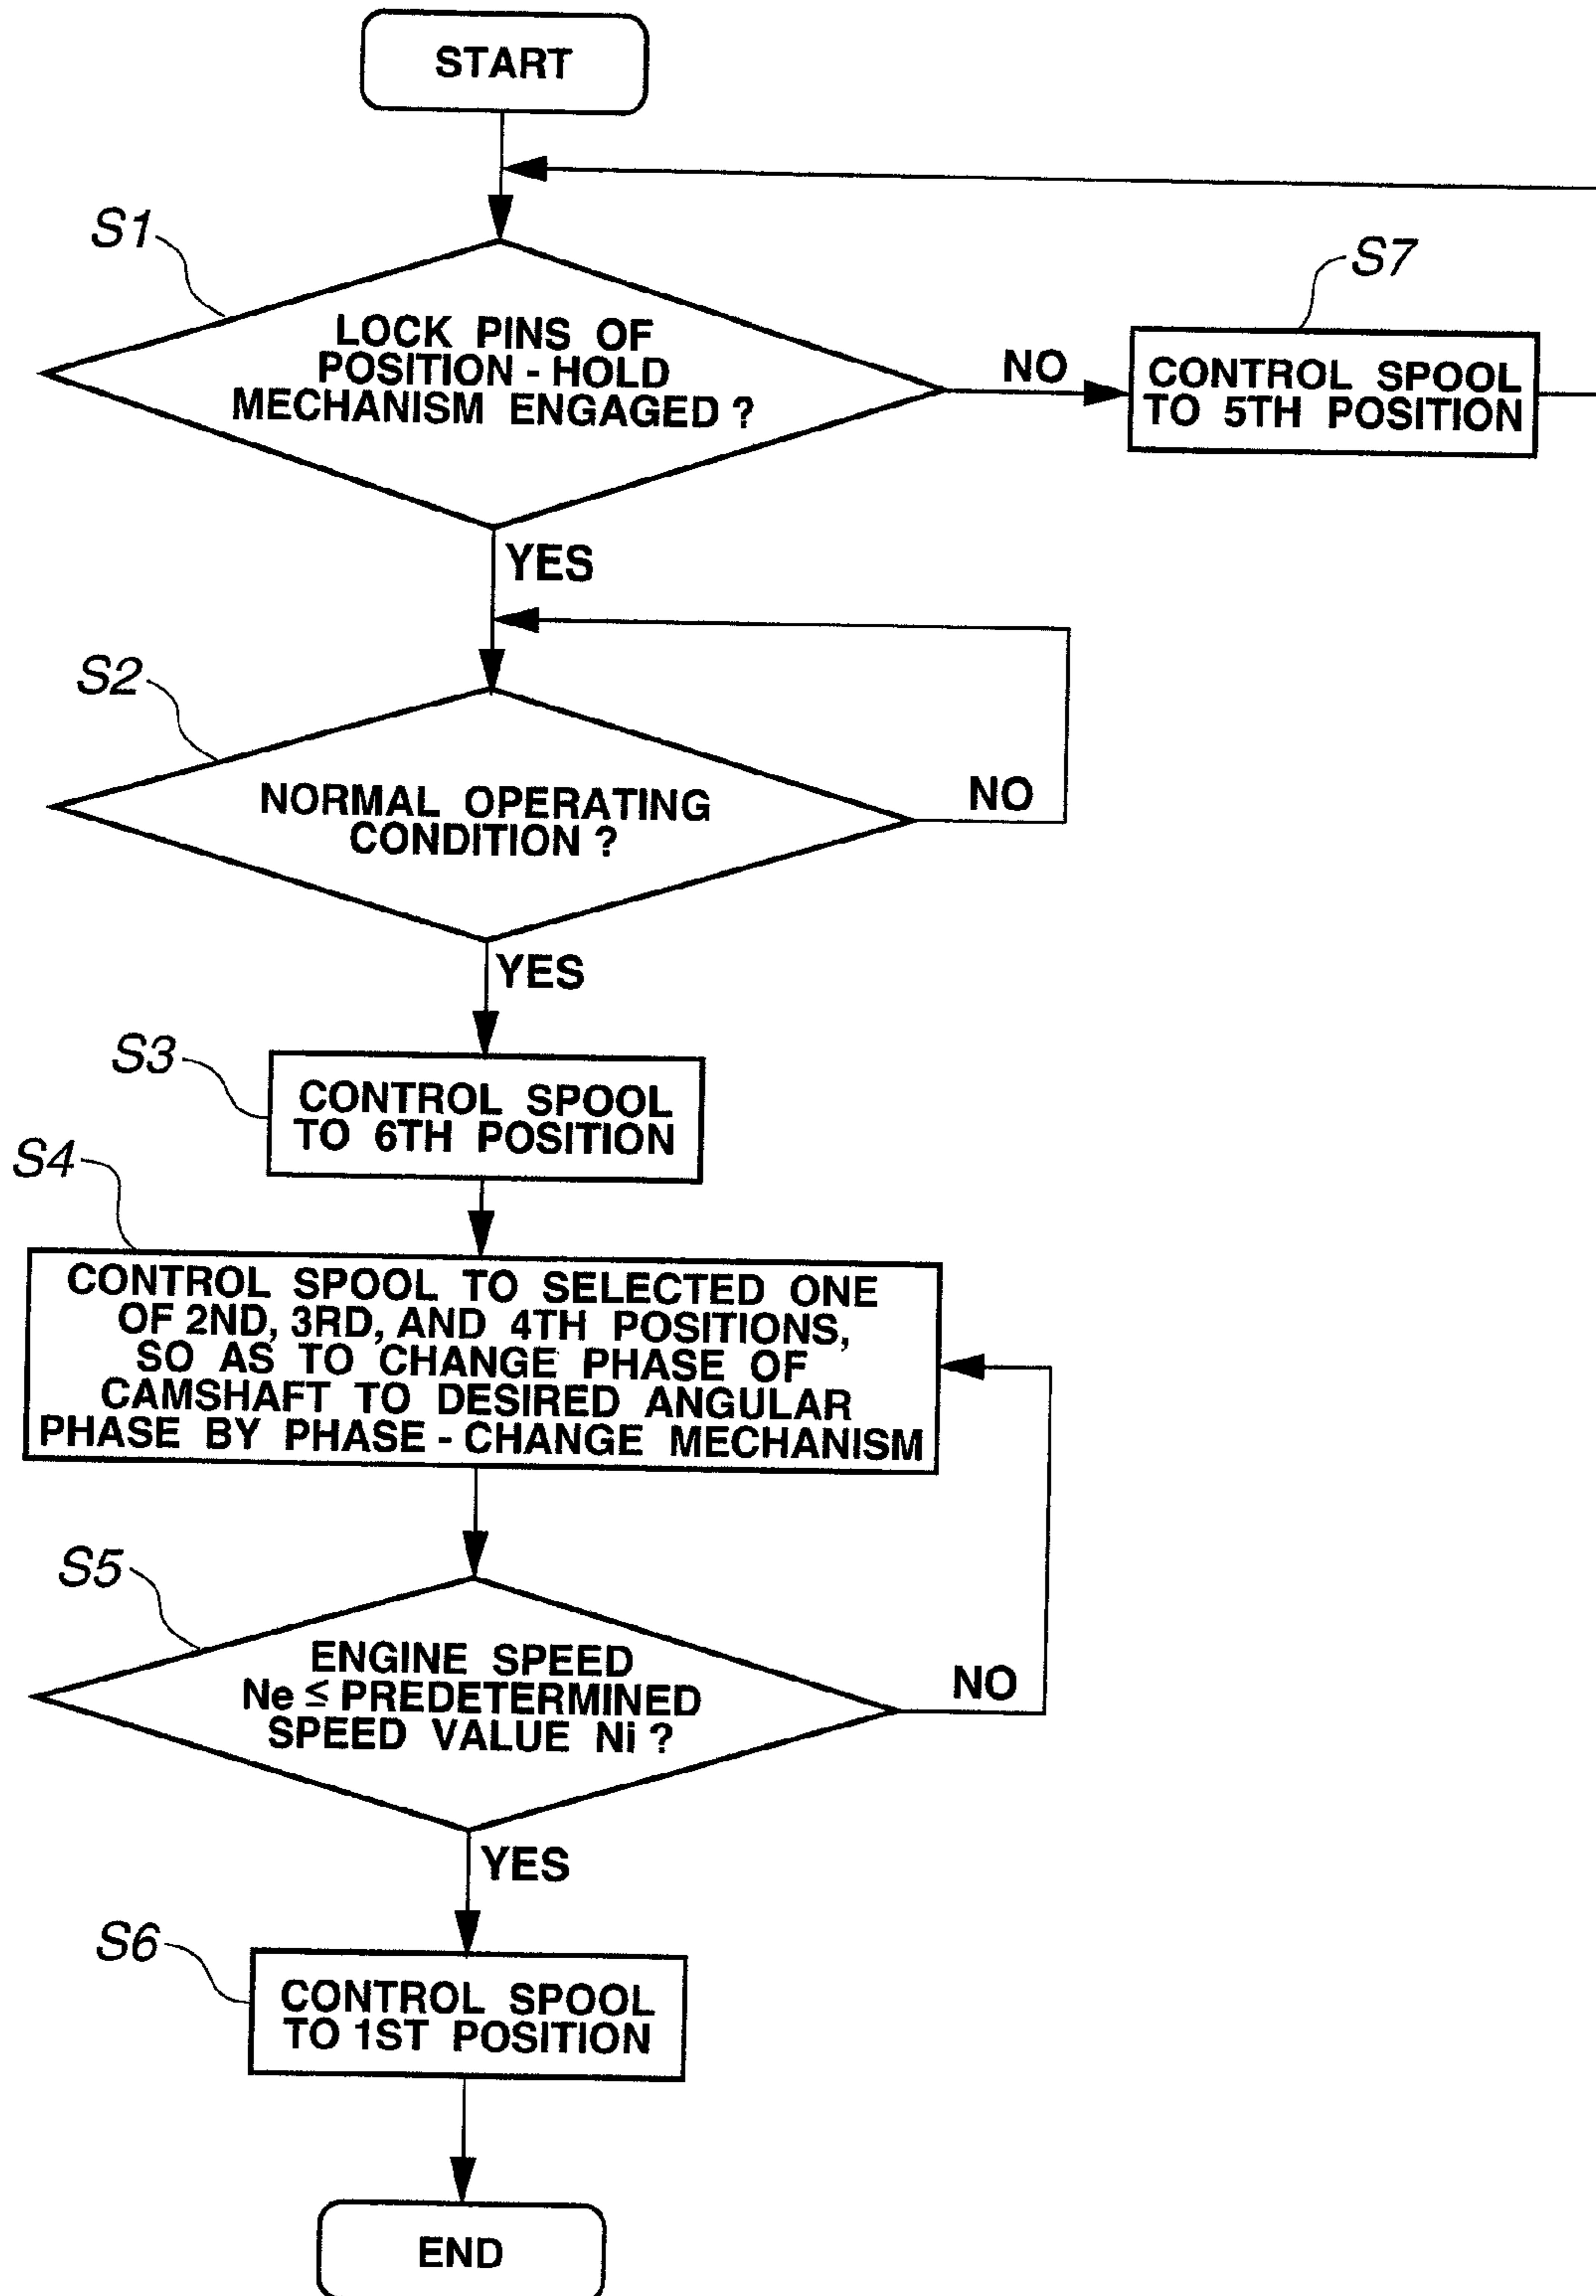 START
S1
LOCK PINS OF
POSITION - HOLD
MECHANISM ENGAGED ?
NO
S7
CONTROL SPOOL
TO 5TH POSITION
YES
S2
NORMAL OPERATING
CONDITION ?
NO
YES
S3
CONTROL SPOOL
TO 6TH POSITION
S4
CONTROL SPOOL TO SELECTED ONE
OF 2ND, 3RD, AND 4TH POSITIONS,
SO AS TO CHANGE PHASE OF
CAMSHAFT TO DESIRED ANGULAR
PHASE BY PHASE - CHANGE MECHANISM
S5
ENGINE SPEED
Ne ≤ PREDETERMINED
SPEED VALUE Ni ?
NO
YES
S6
CONTROL SPOOL
TO 1ST POSITION
END